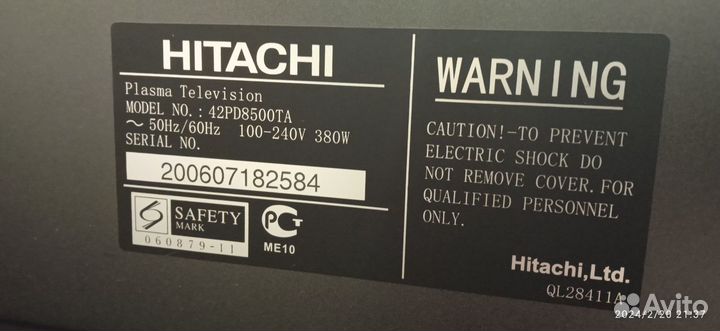 HITACHI
Plasma Television
MODEL NO.: 42PD8500TA
~ 50Hz/60Hz 100-240V 380W
SERIAL NO.
200607182584
SAFETY
MARK
060879-11
РСТ
ME10
WARNING
CAUTION!-TO PREVENT
ELECTRIC SHOCK DO
NOT REMOVE COVER.FOR
QUALIFIED PERSONNEL
ONLY.
Hitachi,Ltd.
QL28411A
2024/2/20 21:37
Avito